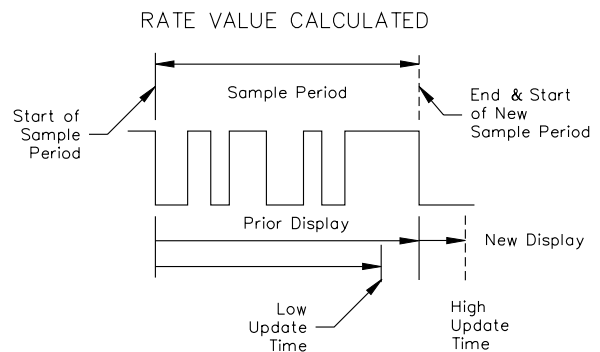 RATE VALUE CALCULATED
Sample Period
Start of
Sample
Period
End & Start
of New
Sample Period
Prior Display
New Display
Low
Update
Time
High
Update
Time